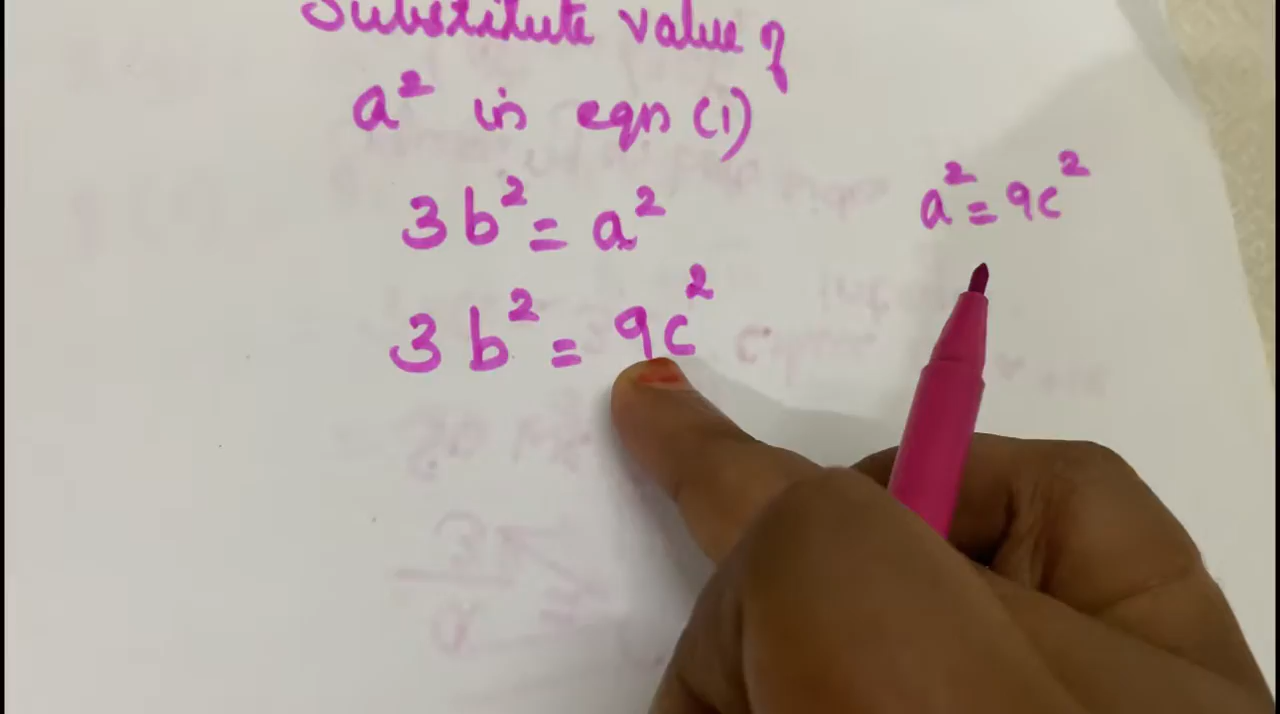 Substitute value of
a² in eqn (1)
3b² = a²
a² = 9c²
3b² = 9c²